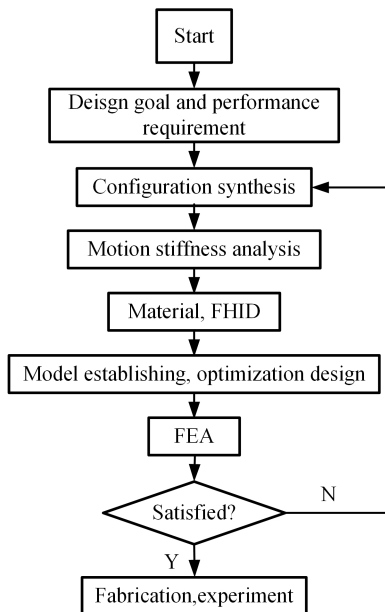 Start
Deisgn goal and performance
requirement
Configuration synthesis
Motion stiffness analysis
Material, FHID
Model establishing, optimization design
FEA
Satisfied?
N
Y
Fabrication,experiment